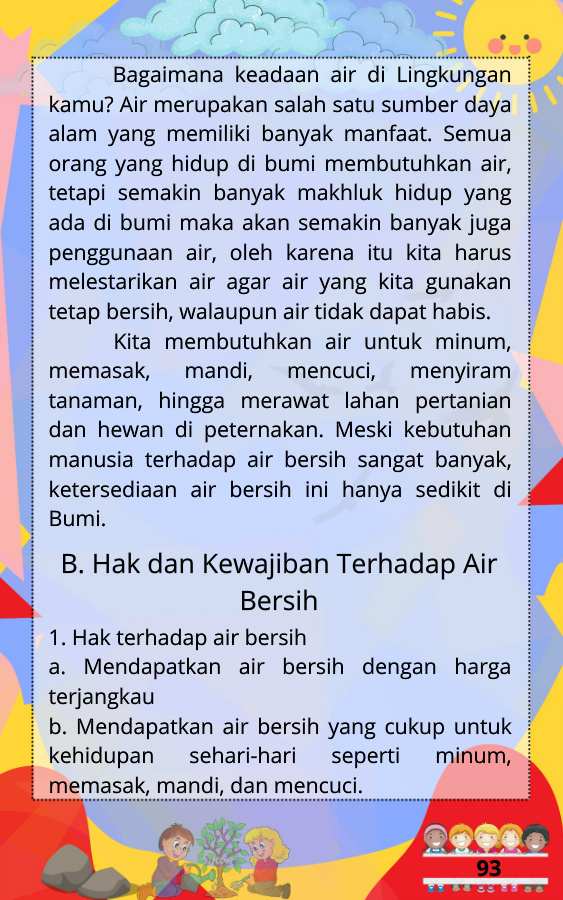 Bagaimana keadaan air di Lingkungan
kamu? Air merupakan salah satu sumber daya
alam yang memiliki banyak manfaat. Semua
orang yang hidup di bumi membutuhkan air,
tetapi semakin banyak makhluk hidup yang
ada di bumi maka akan semakin banyak juga
penggunaan air, oleh karena itu kita harus
melestarikan air agar air yang kita gunakan
tetap bersih, walaupun air tidak dapat habis.
Kita membutuhkan air untuk minum,
memasak, mandi, mencuci, menyiram
tanaman, hingga merawat lahan pertanian
dan hewan di peternakan. Meski kebutuhan
manusia terhadap air bersih sangat banyak,
ketersediaan air bersih ini hanya sedikit di
Bumi.
B. Hak dan Kewajiban Terhadap Air
Bersih
1. Hak terhadap air bersih
a. Mendapatkan air bersih dengan harga
terjangkau
b. Mendapatkan air bersih yang cukup untuk
kehidupan sehari-hari seperti minum,
memasak, mandi, dan mencuci.
93